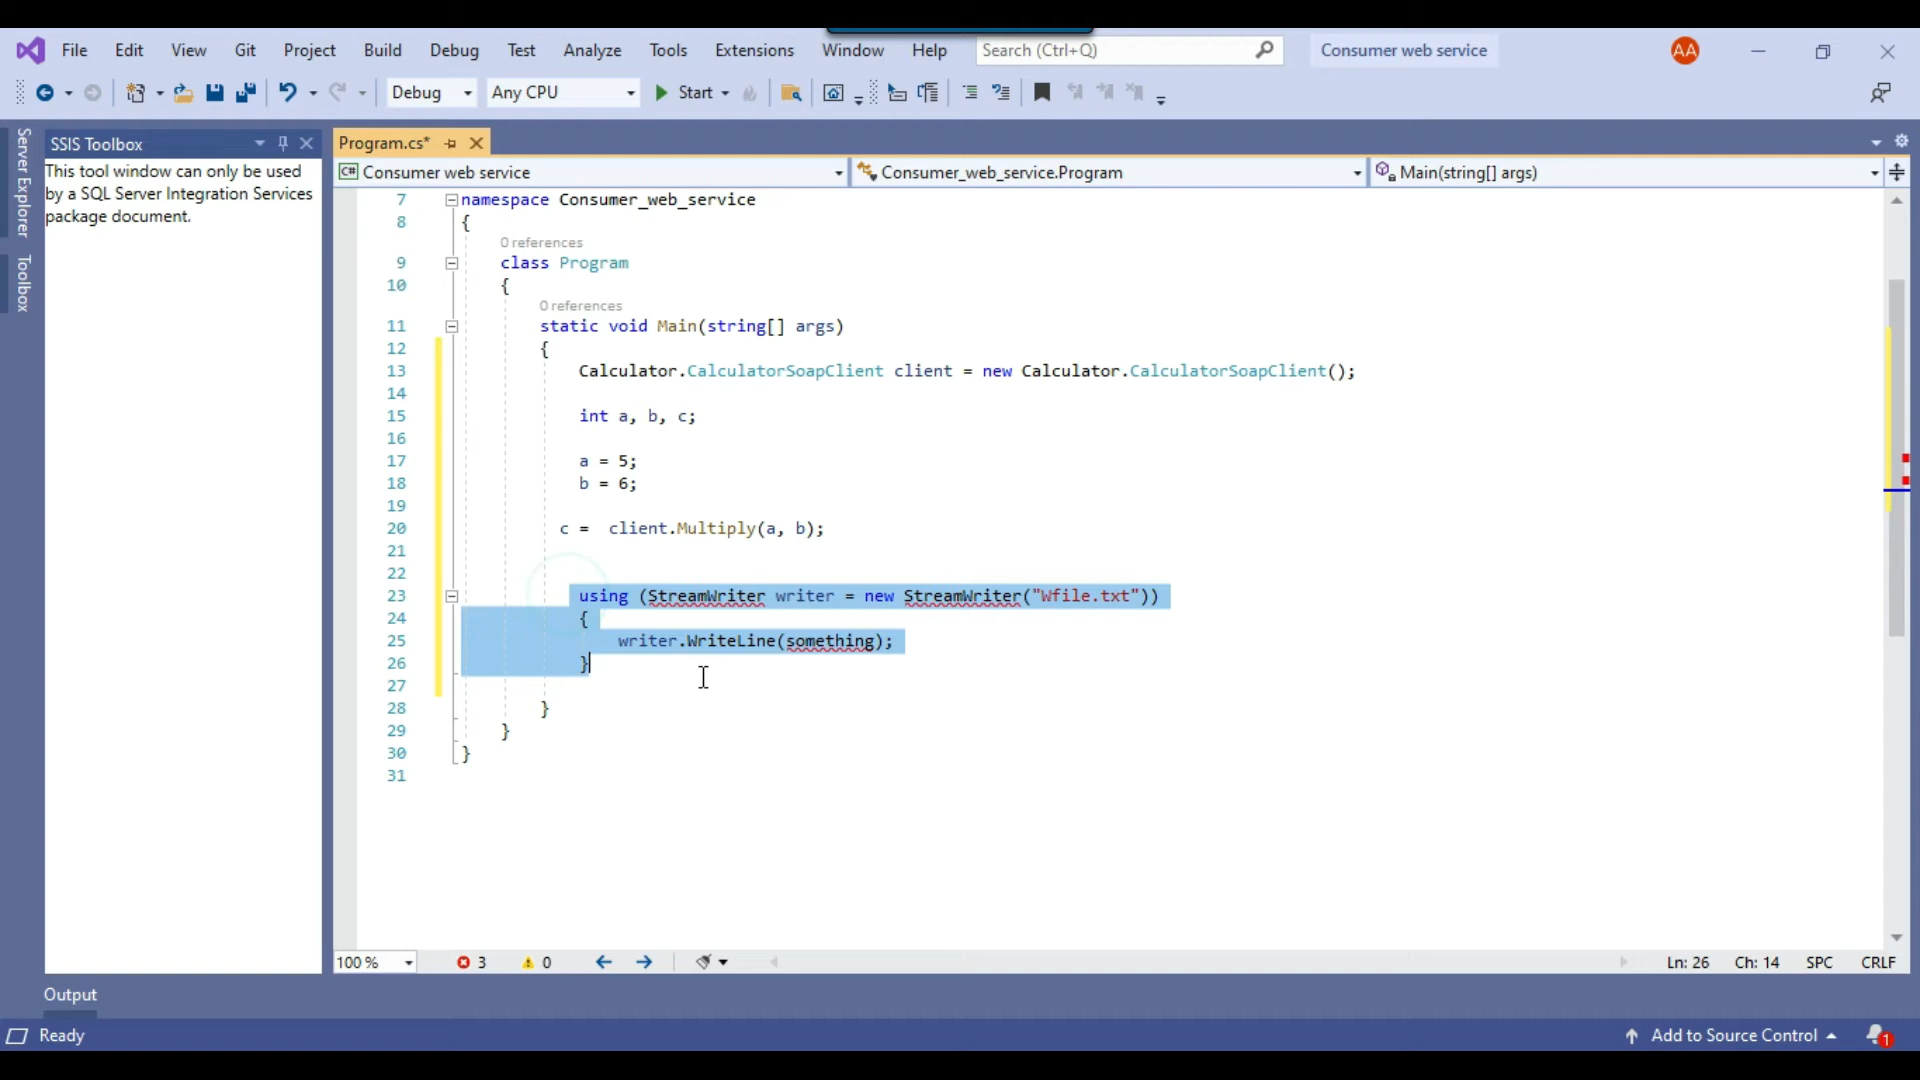 File Edit View Git Project Build Debug Test Analyze Tools Extensions Window Help Search (Ctrl+Q) Consumer web service AA
Debug Any CPU Start
Server Explorer
Toolbox
SSIS Toolbox
This tool window can only be used
by a SQL Server Integration Services
package document.
Program.cs*
C# Consumer web service Consumer_web_service.Program Main(string[] args)
7 namespace Consumer_web_service
8 {
0 references
9 class Program
10 {
0 references
11 static void Main(string[] args)
12 {
13 Calculator.CalculatorSoapClient client = new Calculator.CalculatorSoapClient();
14
15 int a, b, c;
16
17 a = 5;
18 b = 6;
19
20 c = client.Multiply(a, b);
21
22
23 using (StreamWriter writer = new StreamWriter("Wfile.txt"))
24 {
25 writer.WriteLine(something);
26 }
27
28 }
29 }
30 }
31
100 % 3 0 Ln: 26 Ch: 14 SPC CRLF
Output
Ready Add to Source Control 1